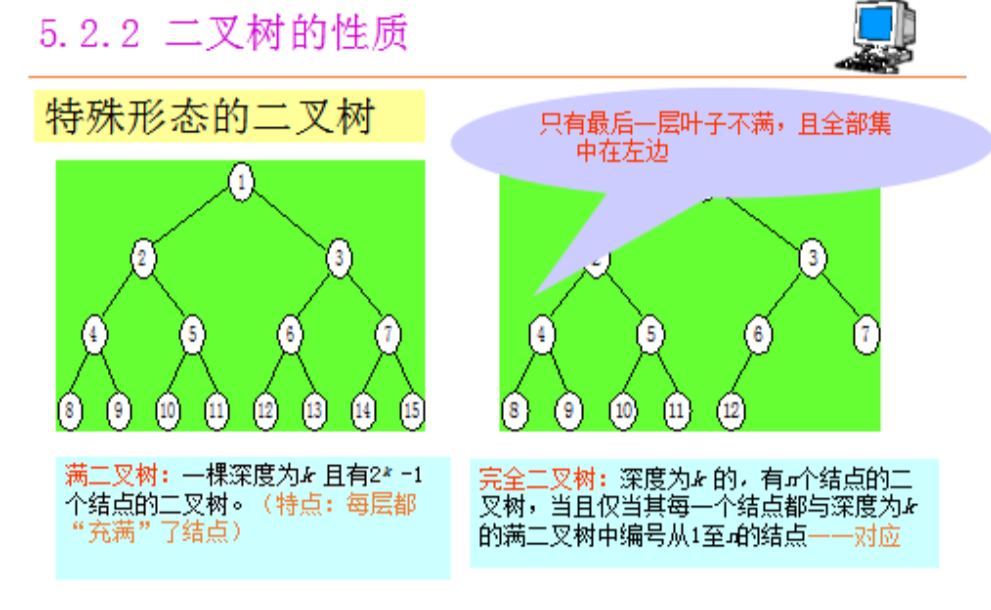 5.2.2 二叉树的性质
特殊形态的二叉树
只有最后一层叶子不满，且全部集
中在左边
1
2 3
4 5 6 7
8 9 10 11 12 13 14 15
2 3
4 5 6 7
8 9 10 11 12
满二叉树：一棵深度为k 且有2ᵏ -1
个结点的二叉树。（特点：每层都
“充满”了结点）
完全二叉树：深度为k 的，有n个结点的二
叉树，当且仅当其每一个结点都与深度为k
的满二叉树中编号从1至n的结点一一对应